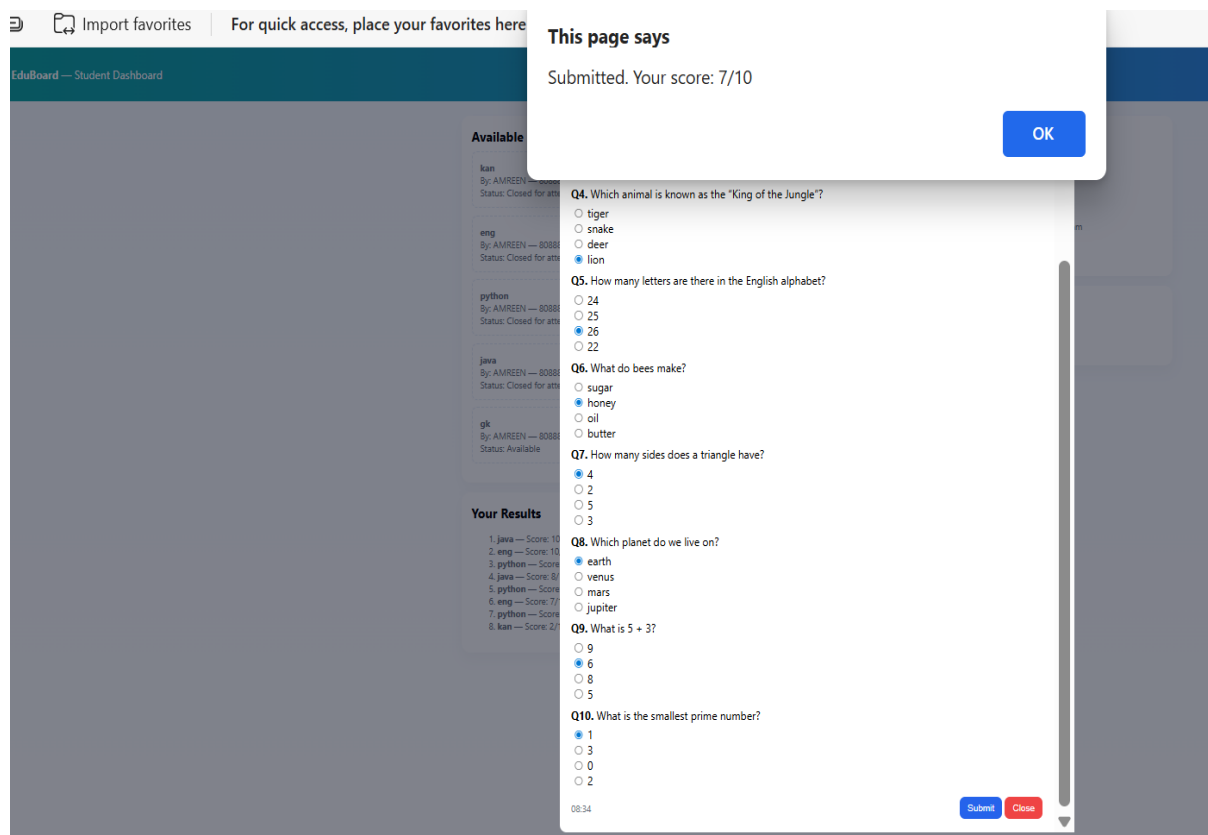 Import favorites
For quick access, place your favorites here
This page says
Submitted. Your score: 7/10
OK
EduBoard — Student Dashboard
Available
kan
By: AMREEN —
Status: Closed for atte
eng
By: AMREEN — 8088
Status: Closed for atte
python
By: AMREEN — 8088
Status: Closed for atte
java
By: AMREEN — 8088
Status: Closed for atte
gk
By: AMREEN — 8088
Status: Available
Your Results
1. java — Score: 10
2. eng — Score: 10
3. python — Score
4. java — Score: 8/
5. python — Score
6. eng — Score: 7/
7. python — Score
8. kan — Score: 2/
Q4. Which animal is known as the "King of the Jungle"?
tiger
snake
deer
lion
Q5. How many letters are there in the English alphabet?
24
25
26
22
Q6. What do bees make?
sugar
honey
oil
butter
Q7. How many sides does a triangle have?
4
2
5
3
Q8. Which planet do we live on?
earth
venus
mars
jupiter
Q9. What is 5 + 3?
9
6
8
5
Q10. What is the smallest prime number?
1
3
0
2
08:34
Submit
Close